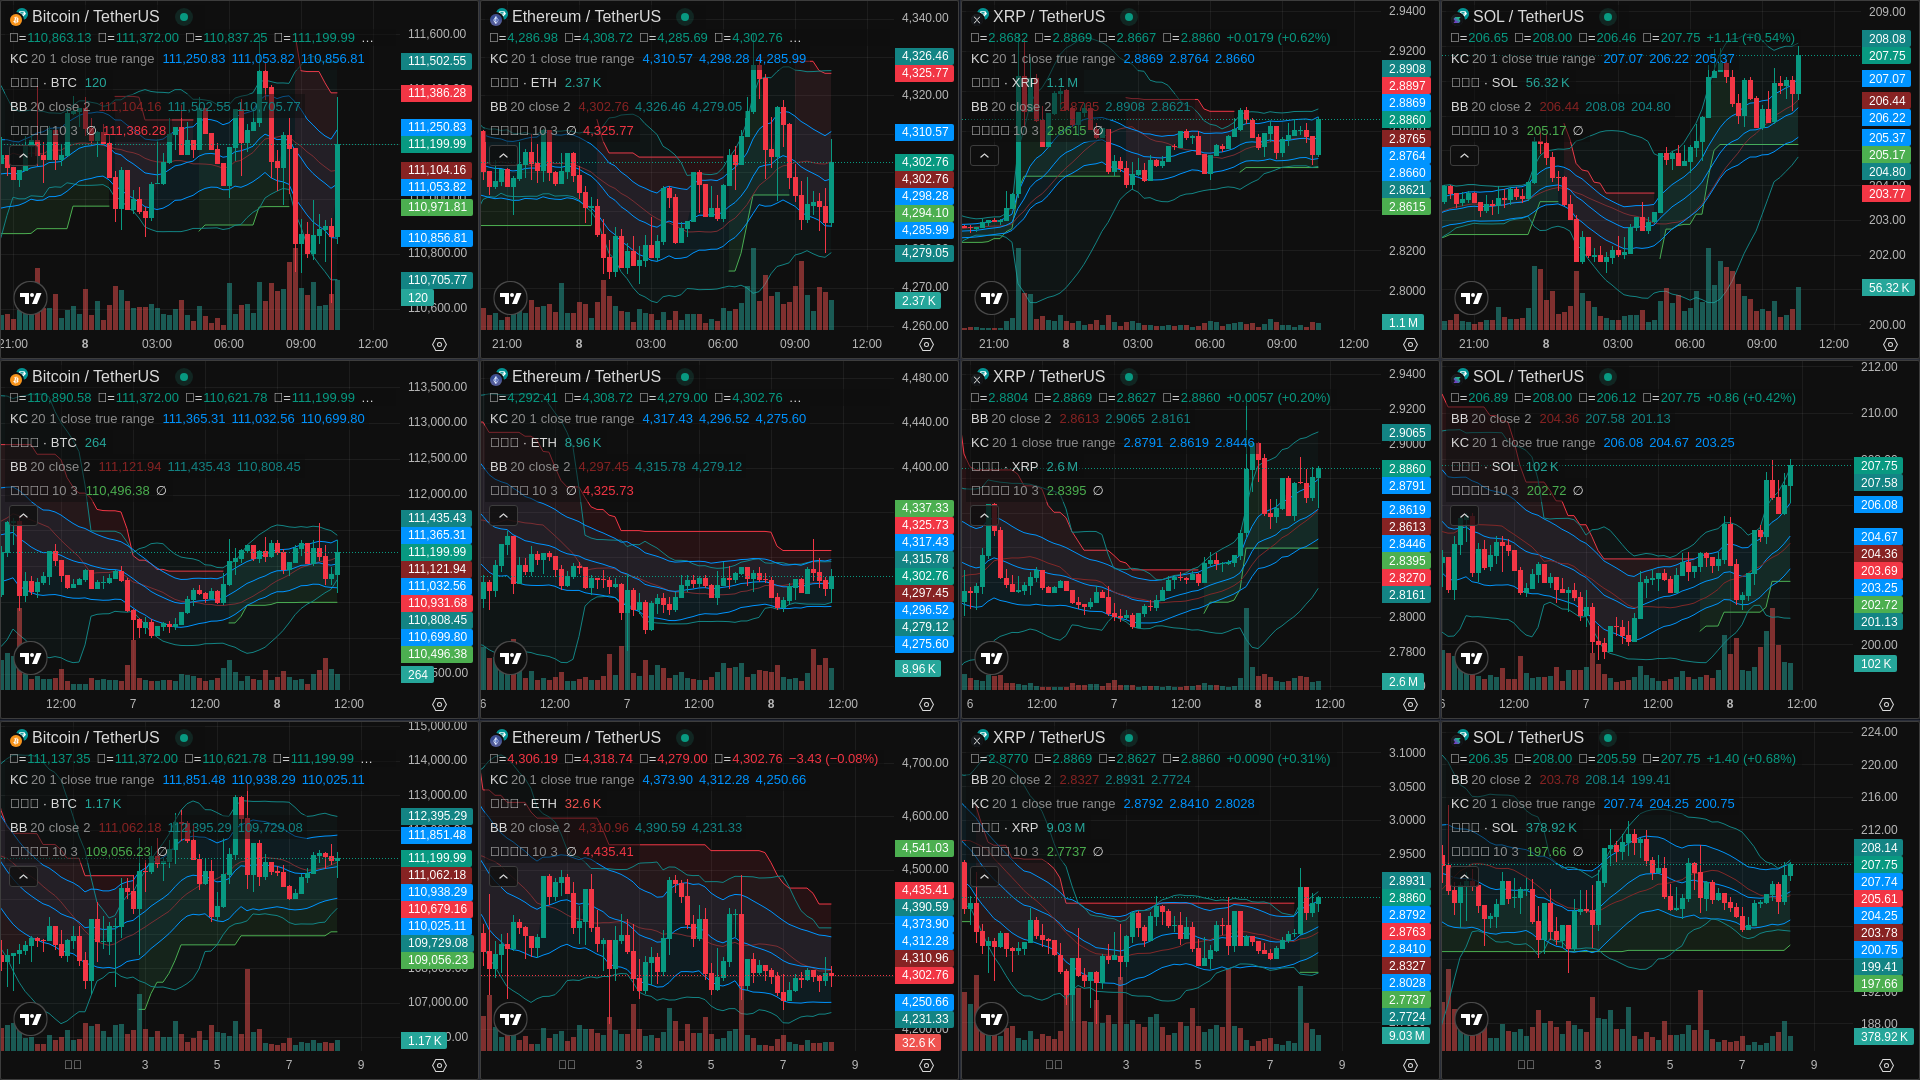 Bitcoin / TetherUS
=110,863.13 =111,372.00 =110,837.25 =111,199.99 …
KC 20 1 close true range 111,250.83 111,053.82 110,856.81
· BTC 120
BB 20 close 2 111,104.16 111,502.55 110,705.77
10 3 ∅ 111,386.28
111,600.00
111,502.55
111,386.28
111,250.83
111,199.99
111,104.16
111,053.82
110,971.81
110,856.81
110,800.00
110,705.77
120
110,600.00
21:00 8 03:00 06:00 09:00 12:00
Ethereum / TetherUS
=4,286.98 =4,308.72 =4,285.69 =4,302.76 …
KC 20 1 close true range 4,310.57 4,298.28 4,285.99
· ETH 2.37 K
BB 20 close 2 4,302.76 4,326.46 4,279.05
10 3 ∅ 4,325.77
4,340.00
4,326.46
4,325.77
4,320.00
4,310.57
4,302.76
4,302.76
4,298.28
4,294.10
4,285.99
4,279.05
4,270.00
2.37 K
4,260.00
21:00 8 03:00 06:00 09:00 12:00
XRP / TetherUS
=2.8682 =2.8869 =2.8667 =2.8860 +0.0179 (+0.62%)
KC 20 1 close true range 2.8869 2.8764 2.8660
· XRP 1.1 M
BB 20 close 2 2.8765 2.8908 2.8621
10 3 2.8615 ∅
2.9400
2.9200
2.8908
2.8897
2.8869
2.8860
2.8765
2.8764
2.8660
2.8621
2.8615
2.8200
2.8000
1.1 M
21:00 8 03:00 06:00 09:00 12:00
SOL / TetherUS
=206.65 =208.00 =206.46 =207.75 +1.11 (+0.54%)
KC 20 1 close true range 207.07 206.22 205.37
· SOL 56.32 K
BB 20 close 2 206.44 208.08 204.80
10 3 205.17 ∅
209.00
208.08
207.75
207.07
206.44
206.22
205.37
205.17
204.80
203.77
203.00
202.00
56.32 K
200.00
21:00 8 03:00 06:00 09:00 12:00
Bitcoin / TetherUS
=110,890.58 =111,372.00 =110,621.78 =111,199.99 …
KC 20 1 close true range 111,365.31 111,032.56 110,699.80
· BTC 264
BB 20 close 2 111,121.94 111,435.43 110,808.45
10 3 110,496.38 ∅
113,500.00
113,000.00
112,500.00
112,000.00
111,435.43
111,365.31
111,199.99
111,121.94
111,032.56
110,931.68
110,808.45
110,699.80
110,496.38
264
12:00 7 12:00 8 12:00
Ethereum / TetherUS
=4,292.41 =4,308.72 =4,279.00 =4,302.76 …
KC 20 1 close true range 4,317.43 4,296.52 4,275.60
· ETH 8.96 K
BB 20 close 2 4,297.45 4,315.78 4,279.12
10 3 ∅ 4,325.73
4,480.00
4,440.00
4,400.00
4,337.33
4,325.73
4,317.43
4,315.78
4,302.76
4,297.45
4,296.52
4,279.12
4,275.60
8.96 K
6 12:00 7 12:00 8 12:00
XRP / TetherUS
=2.8804 =2.8869 =2.8627 =2.8860 +0.0057 (+0.20%)
BB 20 close 2 2.8613 2.9065 2.8161
KC 20 1 close true range 2.8791 2.8619 2.8446
· XRP 2.6 M
10 3 2.8395 ∅
2.9400
2.9200
2.9065
2.9000
2.8860
2.8791
2.8619
2.8613
2.8446
2.8395
2.8270
2.8161
2.8000
2.7800
2.6 M
6 12:00 7 12:00 8 12:00
SOL / TetherUS
=206.89 =208.00 =206.12 =207.75 +0.86 (+0.42%)
BB 20 close 2 204.36 207.58 201.13
KC 20 1 close true range 206.08 204.67 203.25
· SOL 102 K
10 3 202.72 ∅
212.00
210.00
207.75
207.58
206.08
204.67
204.36
203.69
203.25
202.72
201.13
200.00
102 K
6 12:00 7 12:00 8 12:00
Bitcoin / TetherUS
=111,137.35 =111,372.00 =110,621.78 =111,199.99 …
KC 20 1 close true range 111,851.48 110,938.29 110,025.11
· BTC 1.17 K
BB 20 close 2 111,062.18 112,395.29 109,729.08
10 3 109,056.23 ∅
115,000.00
114,000.00
113,000.00
112,395.29
111,851.48
111,199.99
111,062.18
110,938.29
110,679.16
110,025.11
109,729.08
109,056.23
107,000.00
1.17 K
3 5 7 9
Ethereum / TetherUS
=4,306.19 =4,318.74 =4,279.00 =4,302.76 −3.43 (−0.08%)
KC 20 1 close true range 4,373.90 4,312.28 4,250.66
· ETH 32.6 K
BB 20 close 2 4,310.96 4,390.59 4,231.33
10 3 ∅ 4,435.41
4,700.00
4,600.00
4,541.03
4,500.00
4,435.41
4,390.59
4,373.90
4,312.28
4,310.96
4,302.76
4,250.66
4,231.33
4,200.00
32.6 K
3 5 7 9
XRP / TetherUS
=2.8770 =2.8869 =2.8627 =2.8860 +0.0090 (+0.31%)
BB 20 close 2 2.8327 2.8931 2.7724
KC 20 1 close true range 2.8792 2.8410 2.8028
· XRP 9.03 M
10 3 2.7737 ∅
3.1000
3.0500
3.0000
2.9500
2.8931
2.8860
2.8792
2.8763
2.8410
2.8327
2.8028
2.7737
2.7724
9.03 M
3 5 7 9
SOL / TetherUS
=206.35 =208.00 =205.59 =207.75 +1.40 (+0.68%)
BB 20 close 2 203.78 208.14 199.41
KC 20 1 close true range 207.74 204.25 200.75
· SOL 378.92 K
10 3 197.66 ∅
224.00
220.00
216.00
212.00
208.14
207.75
207.74
205.61
204.25
203.78
200.75
199.41
197.66
192.00
188.00
378.92 K
3 5 7 9